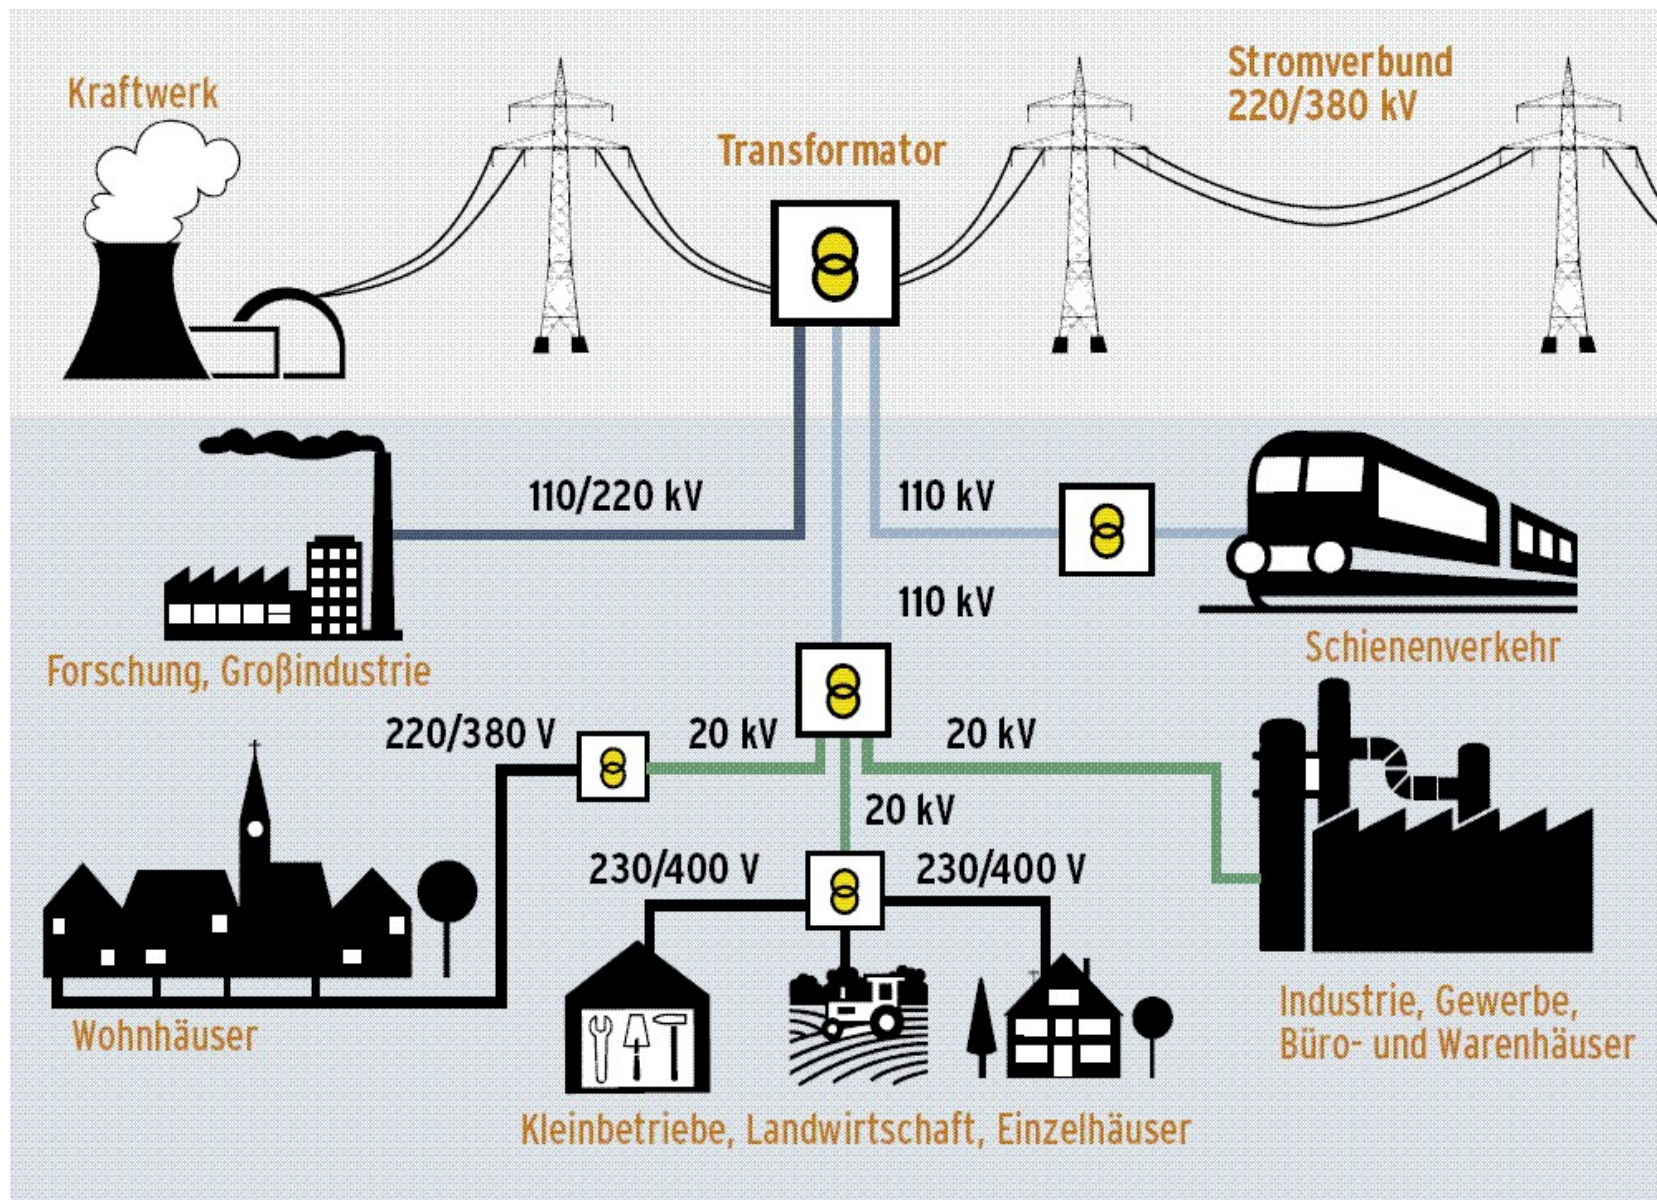 Kraftwerk
Transformator
Stromverbund
220/380 kV
110/220 kV
110 kV
110 kV
Forschung, Großindustrie
Schienenverkehr
220/380 V
20 kV
20 kV
20 kV
230/400 V
230/400 V
Wohnhäuser
Industrie, Gewerbe,
Büro- und Warenhäuser
Kleinbetriebe, Landwirtschaft, Einzelhäuser